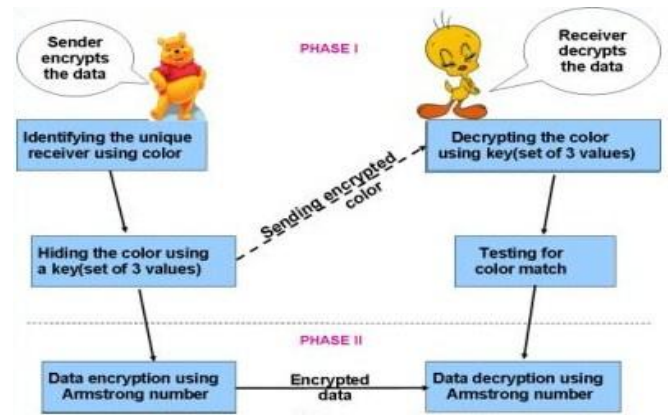 Sender
encrypts
the data
PHASE I
Receiver
decrypts
the data
Identifying the unique
receiver using color
Decrypting the color
using key(set of 3 values)
Sending encrypted
color
Hiding the color using
a key(set of 3 values)
Testing for
color match
PHASE II
Data encryption using
Armstrong number
Encrypted
data
Data decryption using
Armstrong number